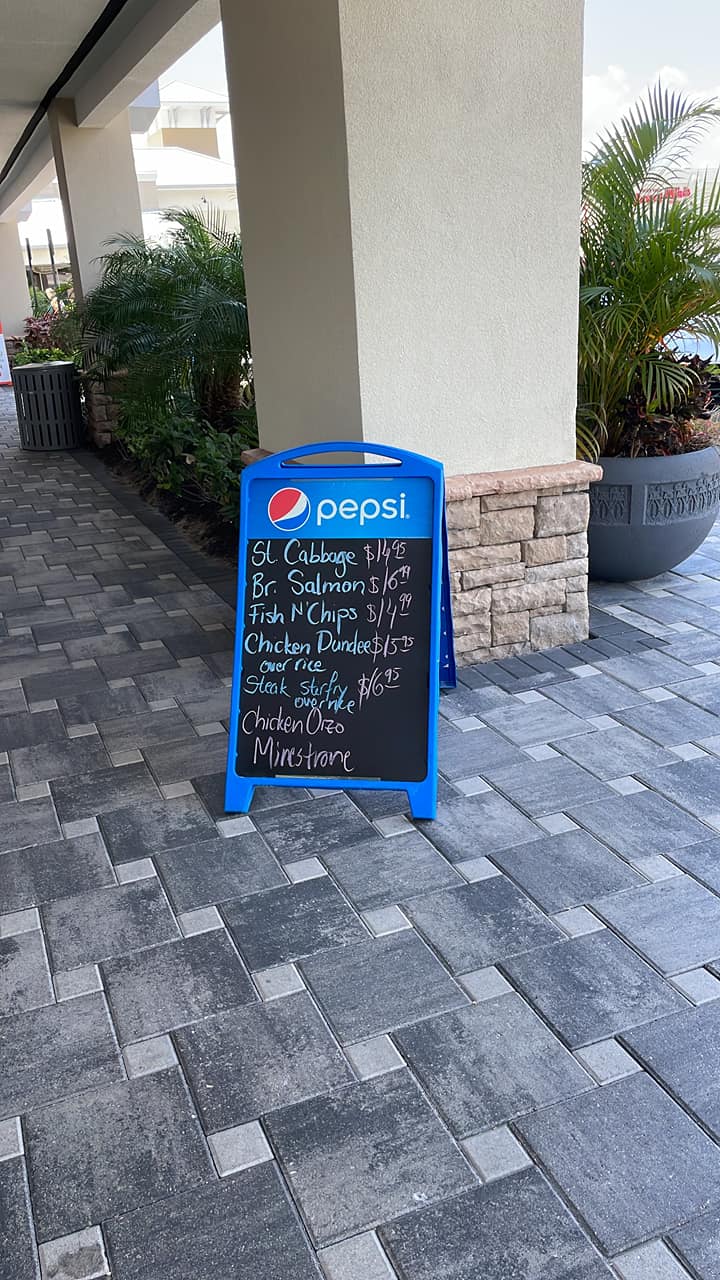 pepsi
St. Cabbage $14.95
Br. Salmon $16.99
Fish N' Chips $14.99
Chicken Dundee $15.95
over rice
Steak stirfry $16.95
over rice
Chicken Orzo
Minestrone